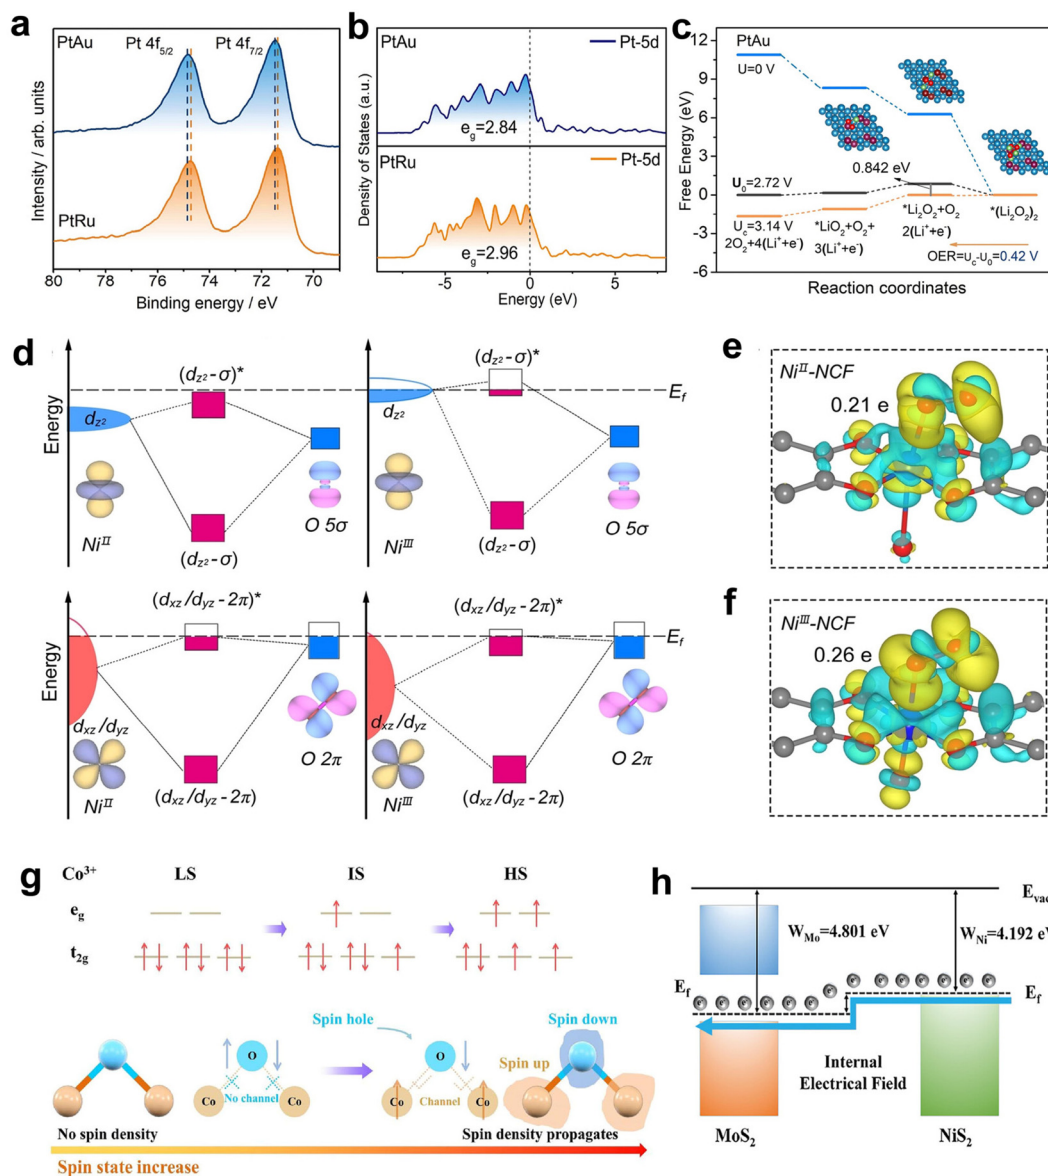 a
PtAu
Pt 4f5/2
Pt 4f7/2
PtRu
Intensity / arb. units
80 78 76 74 72 70
Binding energy / eV
b
PtAu
Pt-5d
eg=2.84
PtRu
Pt-5d
eg=2.96
Density of States (a.u.)
-5 0 5
Energy (eV)
c
PtAu
U=0 V
0.842 eV
U0=2.72 V
Uc=3.14 V
2O2+4(Li++e-)
*LiO2+O2+
3(Li++e-)
*Li2O2+O2
2(Li++e-)
*(Li2O2)2
OER=Uc-U0=0.42 V
12
9
6
3
0
-3
-6
Free Energy (eV)
Reaction coordinates
d
Energy
dz2
NiII
(dz2-σ)*
(dz2-σ)
O 5σ
NiIII
(dz2-σ)*
(dz2-σ)
Ef
O 5σ
Energy
dxz/dyz
NiII
(dxz/dyz-2π)*
(dxz/dyz-2π)
O 2π
dxz/dyz
NiIII
(dxz/dyz-2π)*
(dxz/dyz-2π)
Ef
O 2π
e
NiII-NCF
0.21 e
f
NiIII-NCF
0.26 e
g
Co3+ LS IS HS
eg
t2g
Spin hole
Spin down
Spin up
O
Co No channel Co
O
Co Channel Co
No spin density
Spin density propagates
Spin state increase
h
Evac
WMo=4.801 eV
WNi=4.192 eV
Ef
Ef
e- e- e- e- e- e- e- e- e- e- e- e- e-
Internal
Electrical Field
MoS2
NiS2